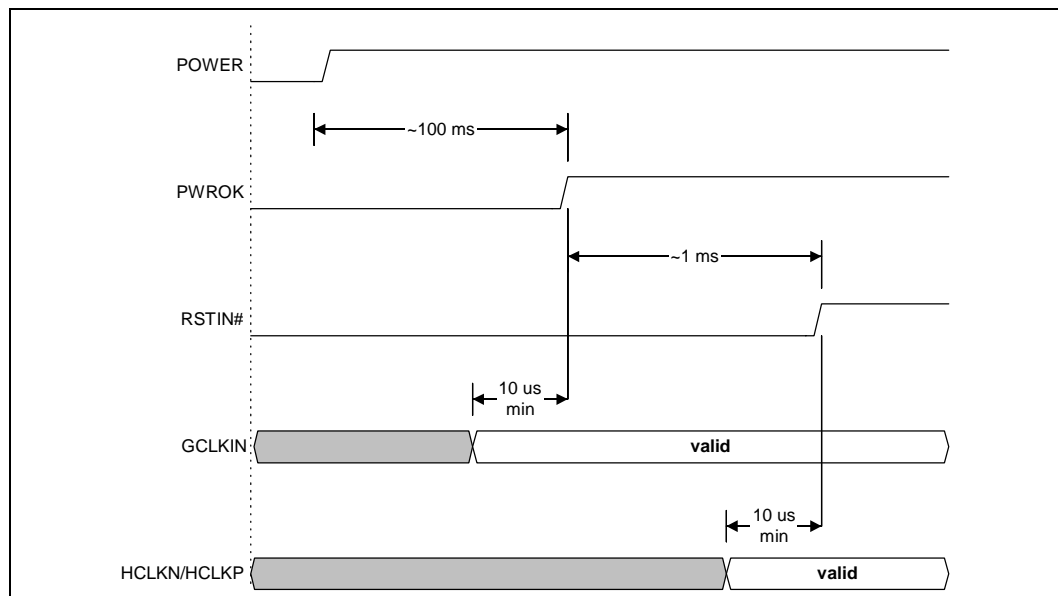 POWER
~100 ms
PWROK
~1 ms
RSTIN#
10 us
min
GCLKIN
valid
10 us
min
HCLKN/HCLKP
valid